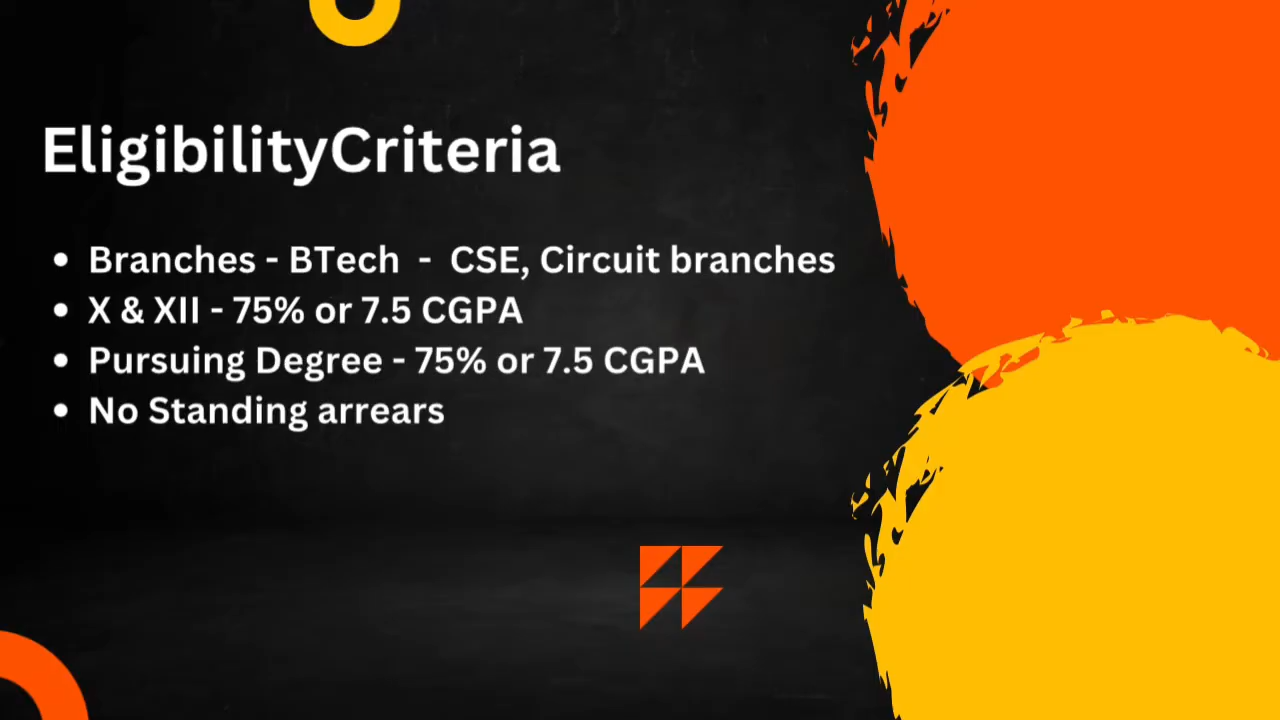 EligibilityCriteria
• Branches - BTech  -  CSE, Circuit branches
• X & XII - 75% or 7.5 CGPA
• Pursuing Degree - 75% or 7.5 CGPA
• No Standing arrears